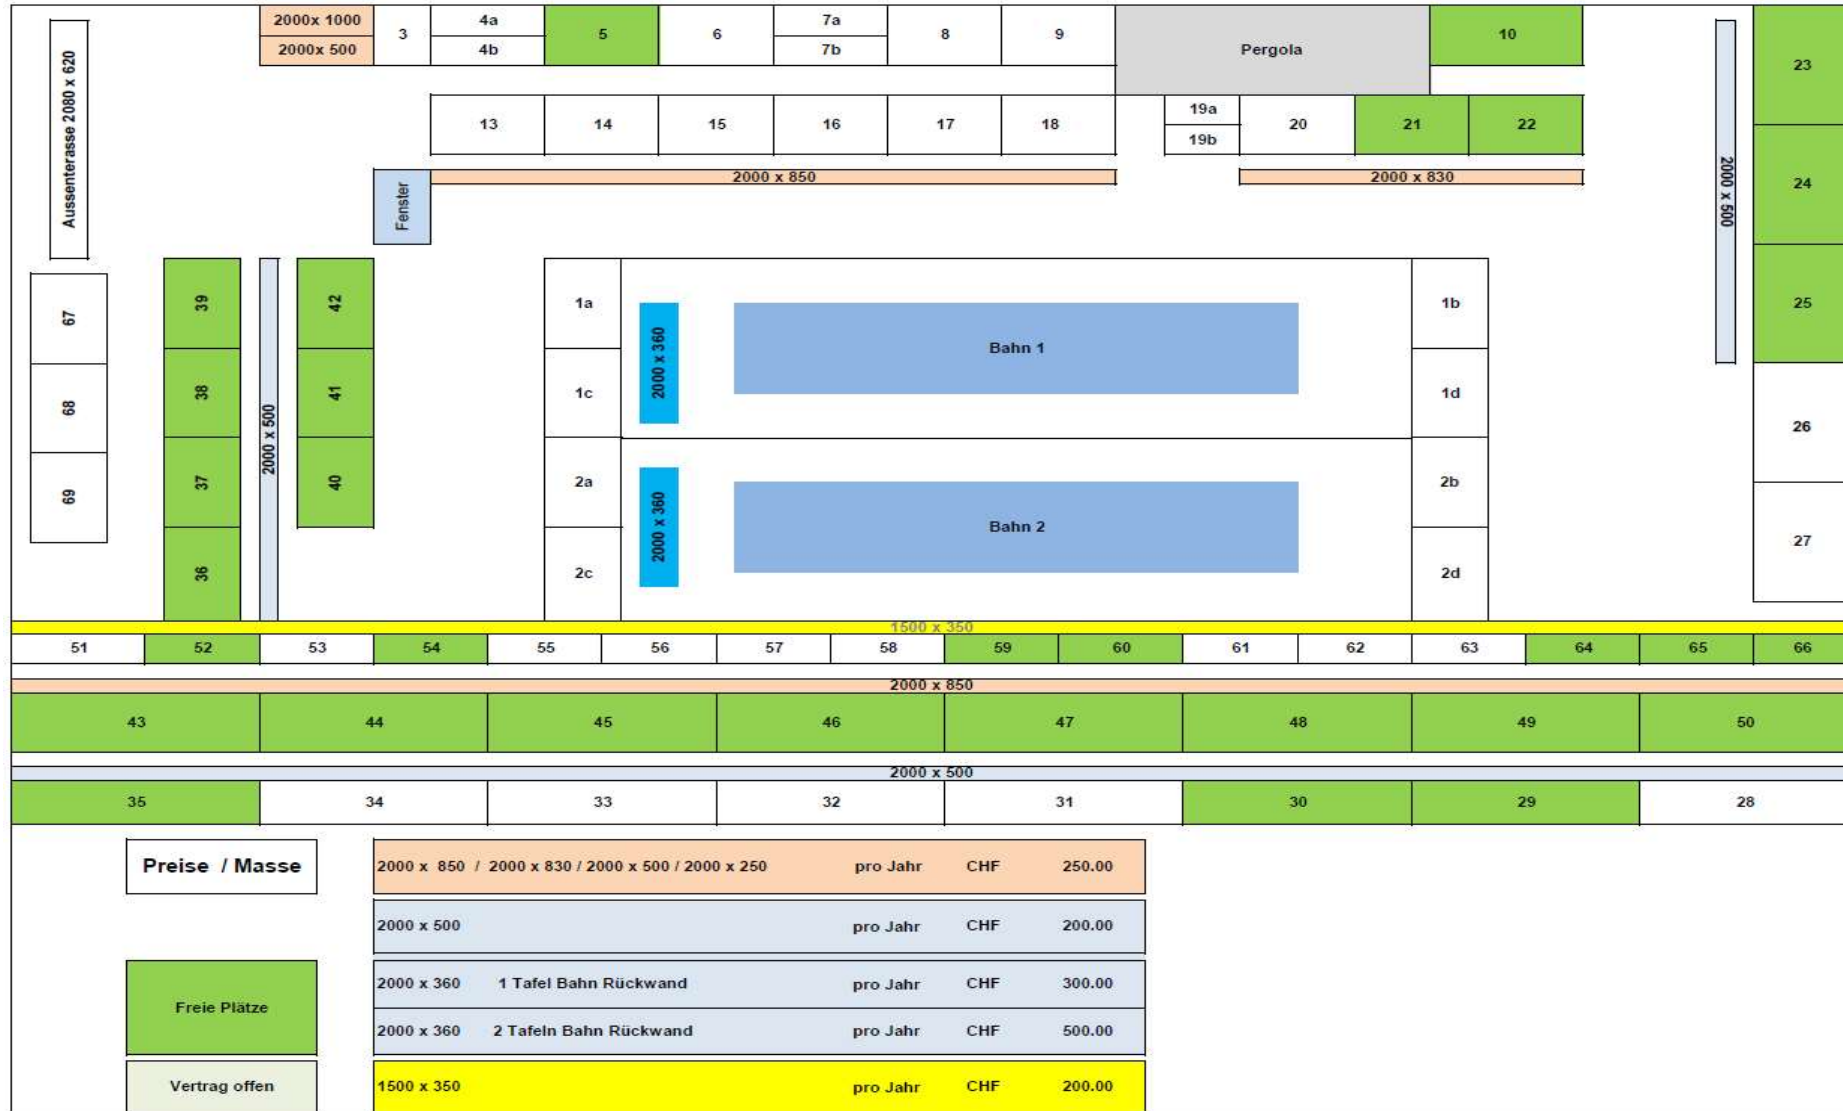 2000x 1000
2000x 500
3
4a
4b
5
6
7a
7b
8
9
Pergola
10
23
Aussenterasse 2080 x 620
13
14
15
16
17
18
19a
19b
20
21
22
2000 x 850
2000 x 830
Fenster
2000 x 500
24
25
26
27
67
68
69
39
38
37
36
2000 x 500
42
41
40
1a
1c
2a
2c
2000 x 360
2000 x 360
Bahn 1
Bahn 2
1b
1d
2b
2d
1500 x 350
51 52 53 54 55 56 57 58 59 60 61 62 63 64 65 66
2000 x 850
43 44 45 46 47 48 49 50
2000 x 500
35 34 33 32 31 30 29 28
Preise / Masse
2000 x 850 / 2000 x 830 / 2000 x 500 / 2000 x 250 pro Jahr CHF 250.00
2000 x 500 pro Jahr CHF 200.00
Freie Plätze
2000 x 360 1 Tafel Bahn Rückwand pro Jahr CHF 300.00
2000 x 360 2 Tafeln Bahn Rückwand pro Jahr CHF 500.00
Vertrag offen
1500 x 350 pro Jahr CHF 200.00